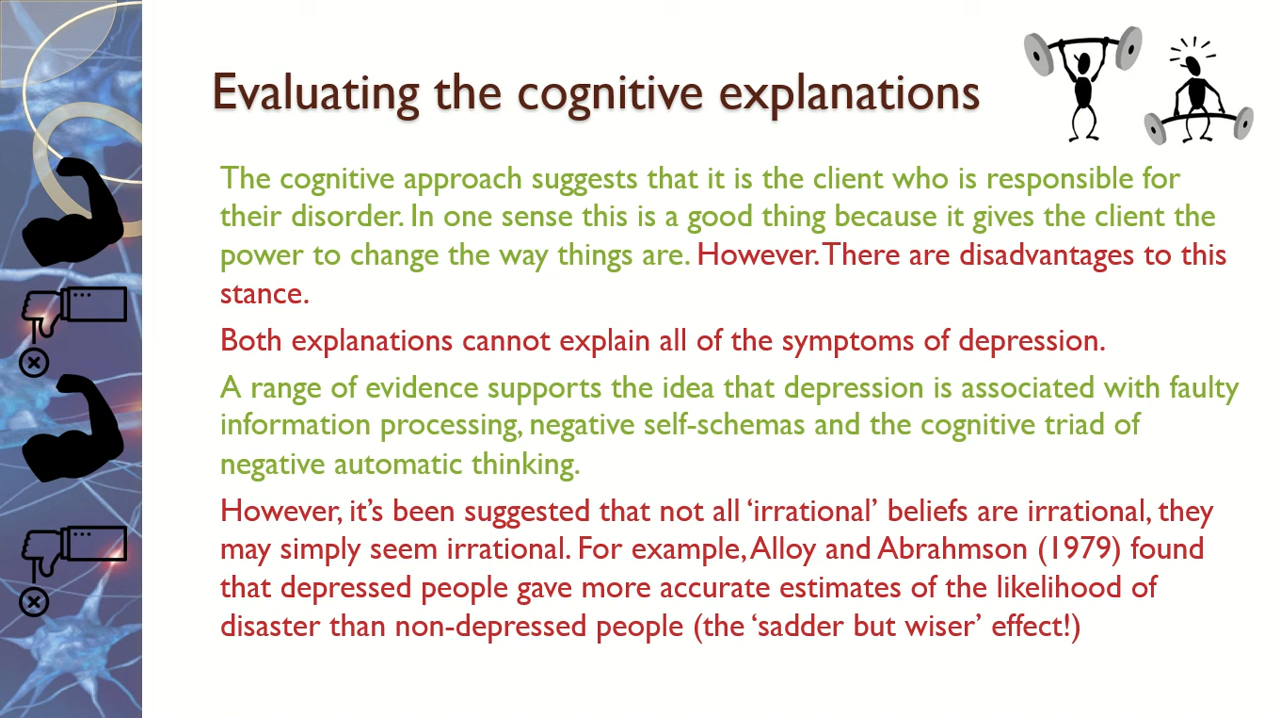 Evaluating the cognitive explanations
The cognitive approach suggests that it is the client who is responsible for
their disorder. In one sense this is a good thing because it gives the client the
power to change the way things are. However. There are disadvantages to this
stance.
Both explanations cannot explain all of the symptoms of depression.
A range of evidence supports the idea that depression is associated with faulty
information processing, negative self-schemas and the cognitive triad of
negative automatic thinking.
However, it’s been suggested that not all ‘irrational’ beliefs are irrational, they
may simply seem irrational. For example, Alloy and Abrahmson (1979) found
that depressed people gave more accurate estimates of the likelihood of
disaster than non-depressed people (the ‘sadder but wiser’ effect!)